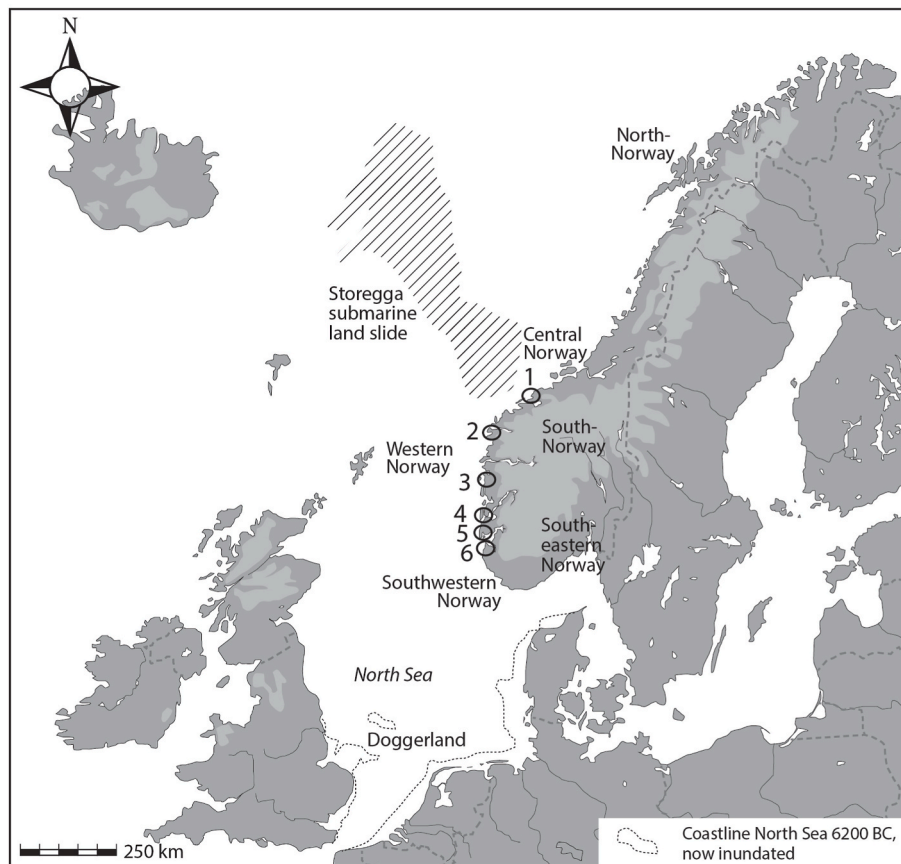 N
North-
Norway
Storegga
submarine
land slide
Central
Norway
1
2
South-
Norway
Western
Norway
3
4
5
6
South-
eastern
Norway
Southwestern
Norway
North Sea
Doggerland
250 km
Coastline North Sea 6200 BC,
now inundated